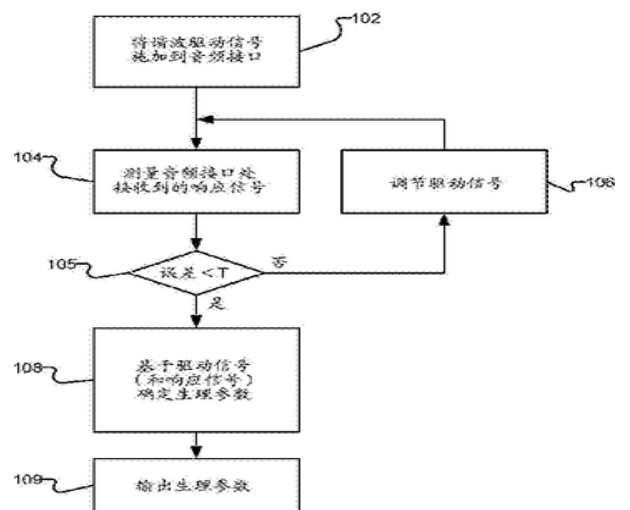 102
将谐波驱动信号
施加到音频接口
104
测量音频接口处
接收到的响应信号
调节驱动信号
106
105
误差<T
否
是
108
基于驱动信号
(和响应信号)
确定生理参数
109
输出生理参数